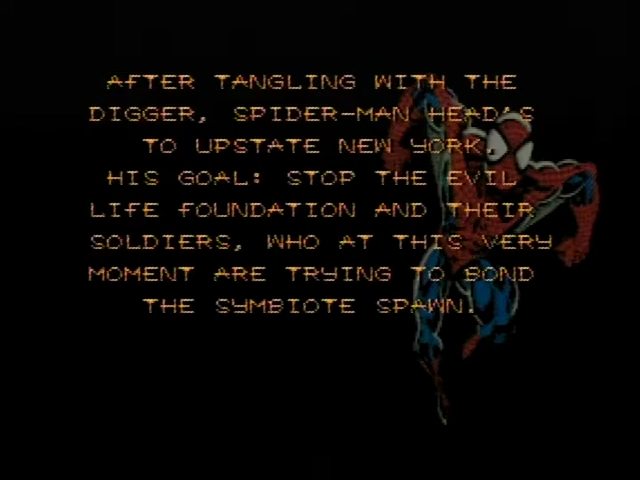 AFTER TANGLING WITH THE
DIGGER, SPIDER-MAN HEADS
TO UPSTATE NEW YORK.
HIS GOAL: STOP THE EVIL
LIFE FOUNDATION AND THEIR
SOLDIERS, WHO AT THIS VERY
MOMENT ARE TRYING TO BOND
THE SYMBIOTE SPAWN.